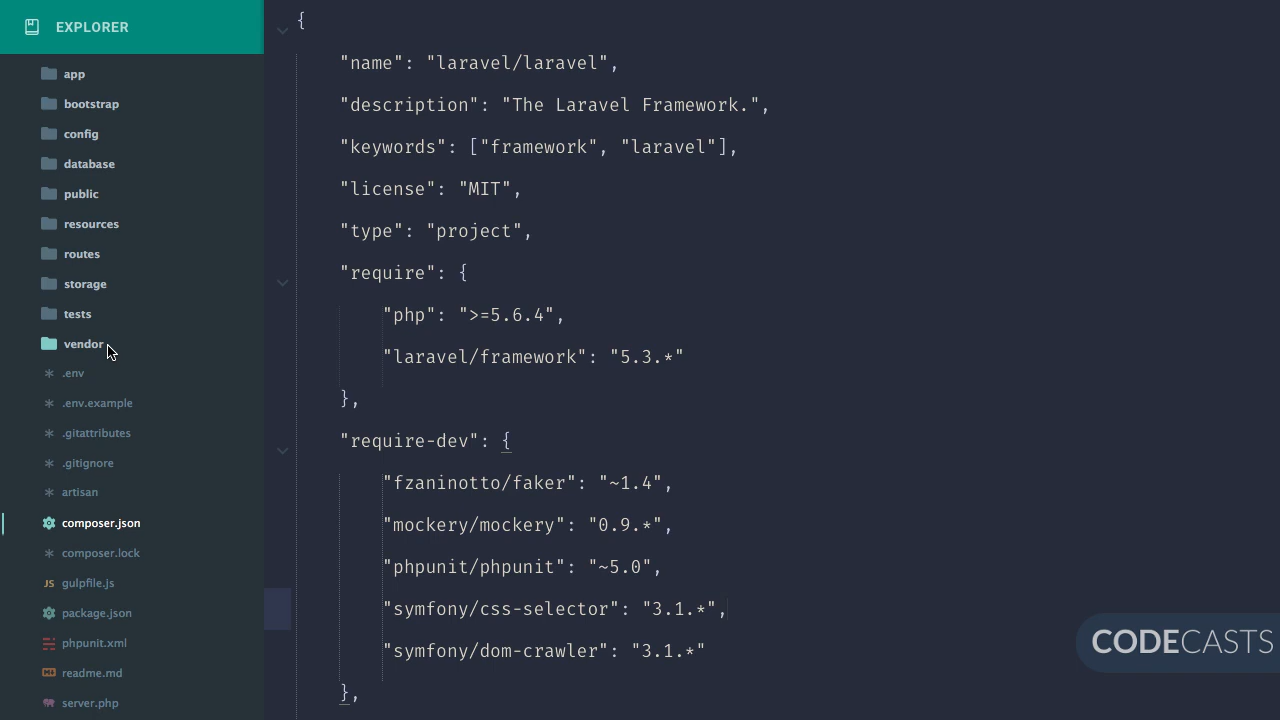 EXPLORER
app
bootstrap
config
database
public
resources
routes
storage
tests
vendor
.env
.env.example
.gitattributes
.gitignore
artisan
composer.json
composer.lock
JS gulpfile.js
package.json
phpunit.xml
readme.md
server.php
{
"name": "laravel/laravel",
"description": "The Laravel Framework.",
"keywords": ["framework", "laravel"],
"license": "MIT",
"type": "project",
"require": {
"php": ">=5.6.4",
"laravel/framework": "5.3.*"
},
"require-dev": {
"fzaninotto/faker": "~1.4",
"mockery/mockery": "0.9.*",
"phpunit/phpunit": "~5.0",
"symfony/css-selector": "3.1.*",
"symfony/dom-crawler": "3.1.*"
},
CODECASTS